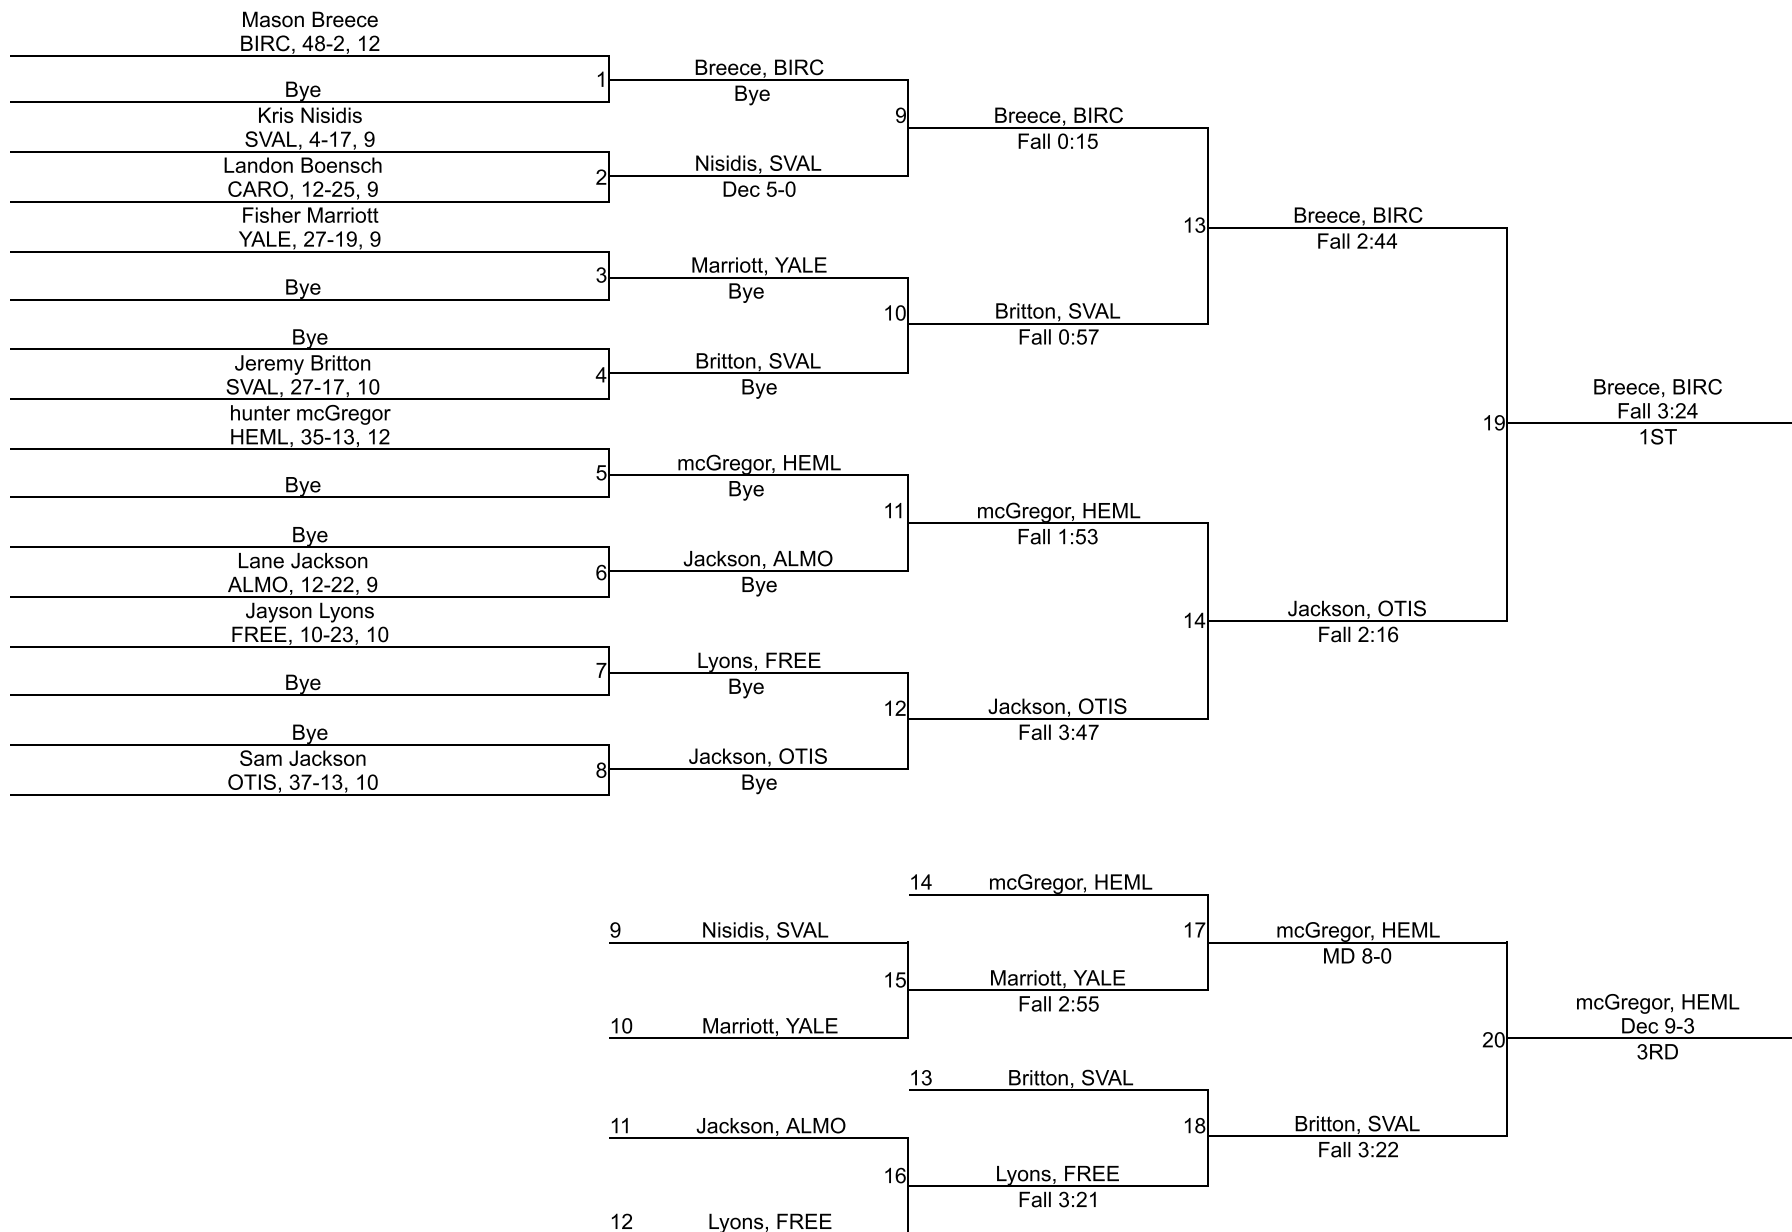 Mason Breece
BIRC, 48-2, 12
Bye
1
Kris Nisidis
SVAL, 4-17, 9
Landon Boensch
CARO, 12-25, 9
2
Fisher Marriott
YALE, 27-19, 9
Bye
3
Bye
Jeremy Britton
SVAL, 27-17, 10
4
hunter mcGregor
HEML, 35-13, 12
Bye
5
Bye
Lane Jackson
ALMO, 12-22, 9
6
Jayson Lyons
FREE, 10-23, 10
Bye
7
Bye
Sam Jackson
OTIS, 37-13, 10
8
Breece, BIRC
Bye
9
Nisidis, SVAL
Dec 5-0
Marriott, YALE
Bye
10
Britton, SVAL
Bye
mcGregor, HEML
Bye
11
Jackson, ALMO
Bye
Lyons, FREE
Bye
12
Jackson, OTIS
Bye
Breece, BIRC
Fall 0:15
13
Britton, SVAL
Fall 0:57
mcGregor, HEML
Fall 1:53
14
Jackson, OTIS
Fall 3:47
Breece, BIRC
Fall 2:44
19
Jackson, OTIS
Fall 2:16
Breece, BIRC
Fall 3:24
1ST
14 mcGregor, HEML
9 Nisidis, SVAL
17
15
Marriott, YALE
Fall 2:55
10 Marriott, YALE
13 Britton, SVAL
11 Jackson, ALMO
18
16
Lyons, FREE
Fall 3:21
12 Lyons, FREE
mcGregor, HEML
MD 8-0
20
Britton, SVAL
Fall 3:22
mcGregor, HEML
Dec 9-3
3RD